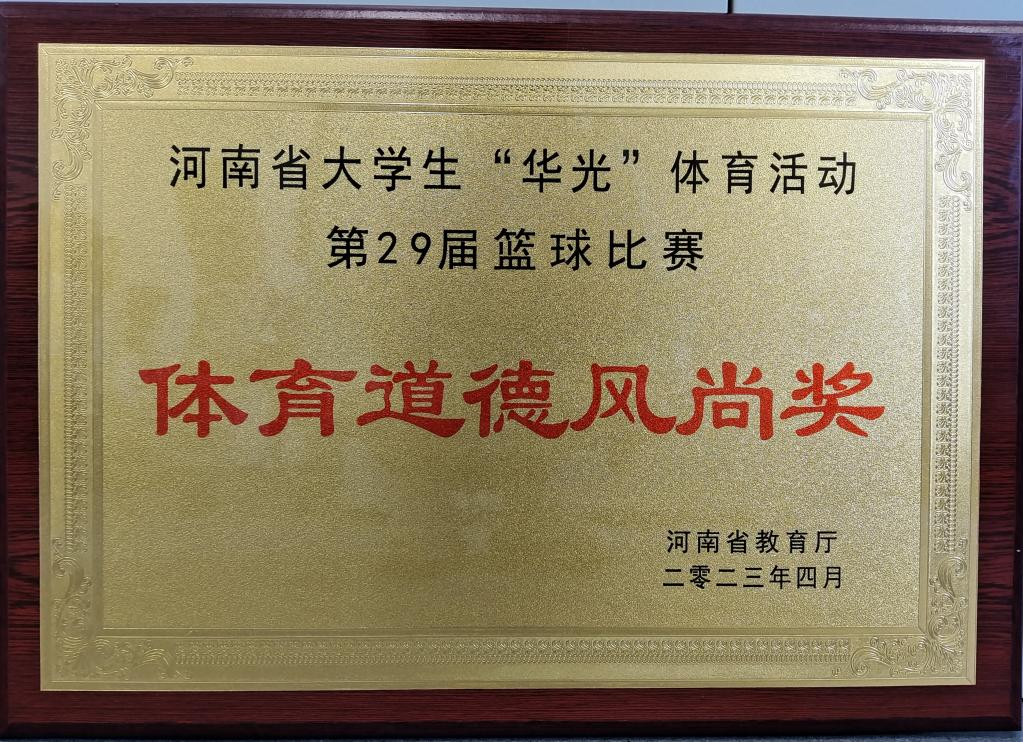 河南省大学生“华光”体育活动
第29届篮球比赛
体育道德风尚奖
河南省教育厅
二零二三年四月